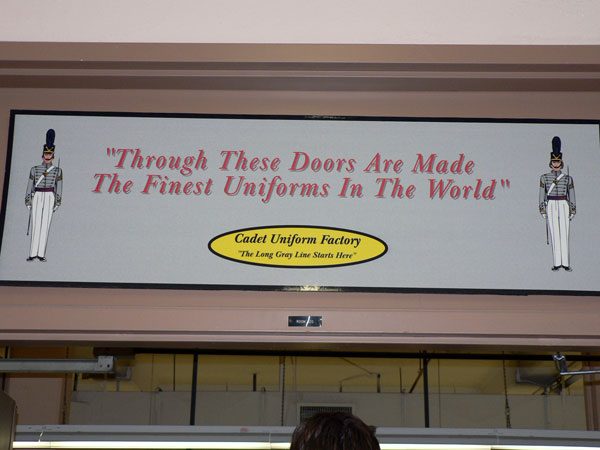 "Through These Doors Are Made
The Finest Uniforms In The World"
Cadet Uniform Factory
"The Long Gray Line Starts Here"